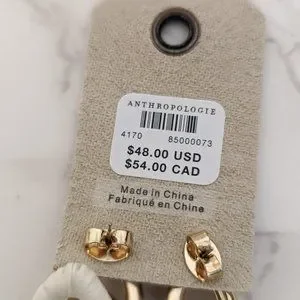 ANTHROPOLOGIE
4170 85000073
$48.00 USD
$54.00 CAD
Made in China
Fabriqué en Chine